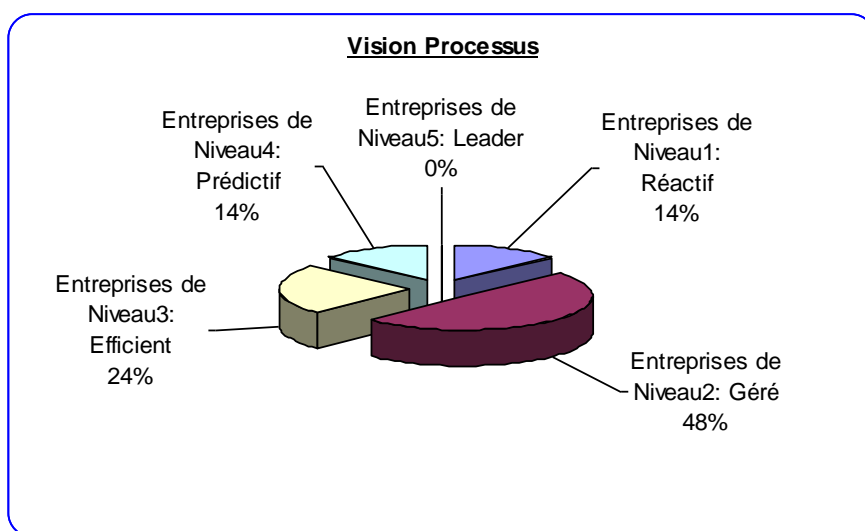 Vision Processus
Entreprises de
Niveau5: Leader
0%
Entreprises de
Niveau1:
Réactif
14%
Entreprises de
Niveau2: Géré
48%
Entreprises de
Niveau3:
Efficient
24%
Entreprises de
Niveau4:
Prédictif
14%